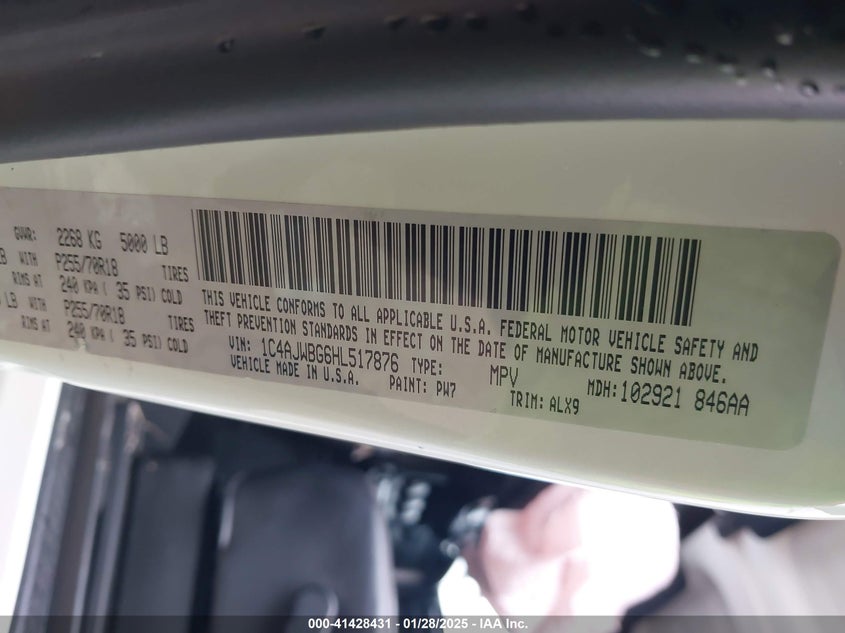 GVWR: 2268 KG 5000 LB
LB WITH P255/70R18 TIRES
RIMS AT 240 KPA ( 35 PSI) COLD
LB WITH P255/70R18 TIRES
RIMS AT 240 KPA ( 35 PSI) COLD
THIS VEHICLE CONFORMS TO ALL APPLICABLE U.S.A. FEDERAL MOTOR VEHICLE SAFETY AND
THEFT PREVENTION STANDARDS IN EFFECT ON THE DATE OF MANUFACTURE SHOWN ABOVE.
VIN: 1C4AJWBG6HL517876 TYPE: MPV MDH:102921 846AA
VEHICLE MADE IN U.S.A. PAINT: PW7 TRIM: ALX9
000-41428431 - 01/28/2025 - IAA Inc.